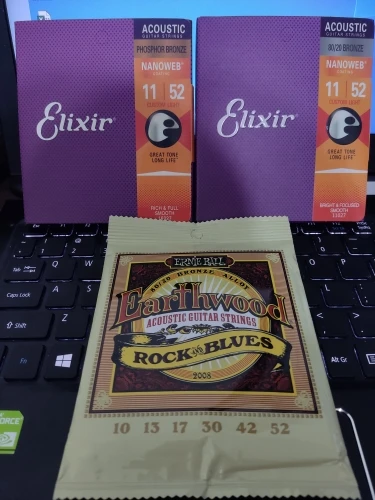 ACOUSTIC
GUITAR STRINGS
PHOSPHOR BRONZE
NANOWEB
11 52
CUSTOM LIGHT
Elixir
GREAT TONE
LONG LIFE
RICH & FULL
SMOOTH
ACOUSTIC
GUITAR STRINGS
80/20 BRONZE
NANOWEB
11 52
CUSTOM LIGHT
Elixir
GREAT TONE
LONG LIFE
BRIGHT & FOCUSED
SMOOTH
11027
ERNIE BALL
80/20 BRONZE ALLOY
Earthwood
ACOUSTIC GUITAR STRINGS
ROCK AND BLUES
2008
10 13 17 30 42 52
Tab
Caps Lock
Shift
Fn
Ctrl
Alt Gr